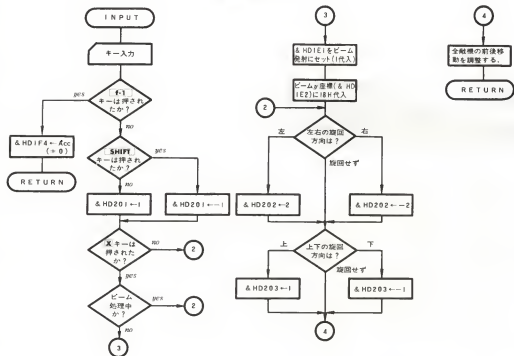 INPUT
キー入力
f･1
キーは押され
たか？
yes
no
&HD1F4←Acc
(≠0)
RETURN
SHIFT
キーは押され
たか？
yes
no
&HD201←1
&HD201←−1
Xキーは
押されたか
か？
no
2
yes
ビーム
処理中
か？
yes
2
no
3
3
&HD1E1をビーム
発射にセット(1代入)
ビームが座標(&HD
1E2)に18H代入
2
左右の旋回
方向は？
左
右
旋回せず
&HD202←2
&HD202←−2
上下の旋回
方向は？
上
下
旋回せず
&HD203←1
&HD203←−1
4
4
全敵機の前後移
動を調整する。
RETURN